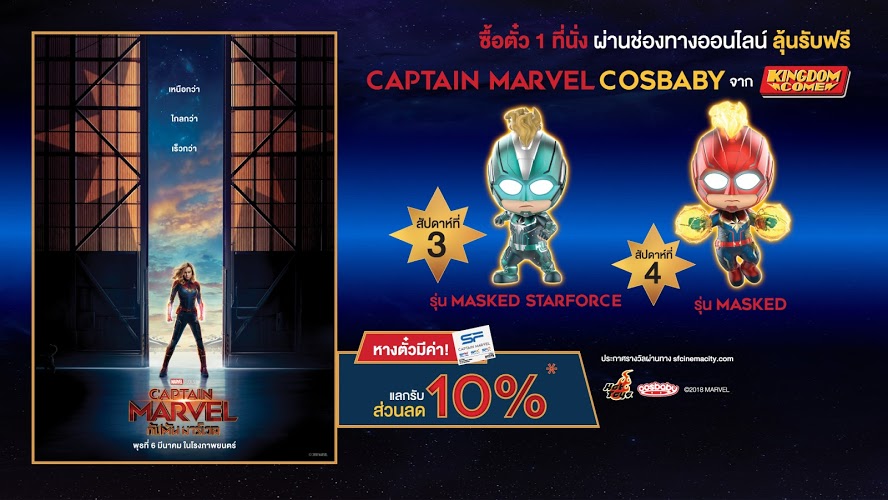 ซื้อตั๋ว 1 ที่นั่ง ผ่านช่องทางออนไลน์ ลุ้นรับฟรี
CAPTAIN MARVEL COSBABY จาก KINGDOM COME
เหนือกว่า
ไกลกว่า
เร็วกว่า
MARVEL
CAPTAIN
MARVEL
กัปตัน มาร์เวล
พุธที่ 6 มีนาคม ในโรงภาพยนตร์
สัปดาห์ที่
3
รุ่น MASKED STARFORCE
สัปดาห์ที่
4
รุ่น MASKED
หางตั๋วมีค่า!
SF
CAPTAIN MARVEL
แลกรับ
ส่วนลด 10%*
ประกาศรางวัลผ่านทาง sfcinemacity.com
HOT TOYS cosbaby ©2018 MARVEL